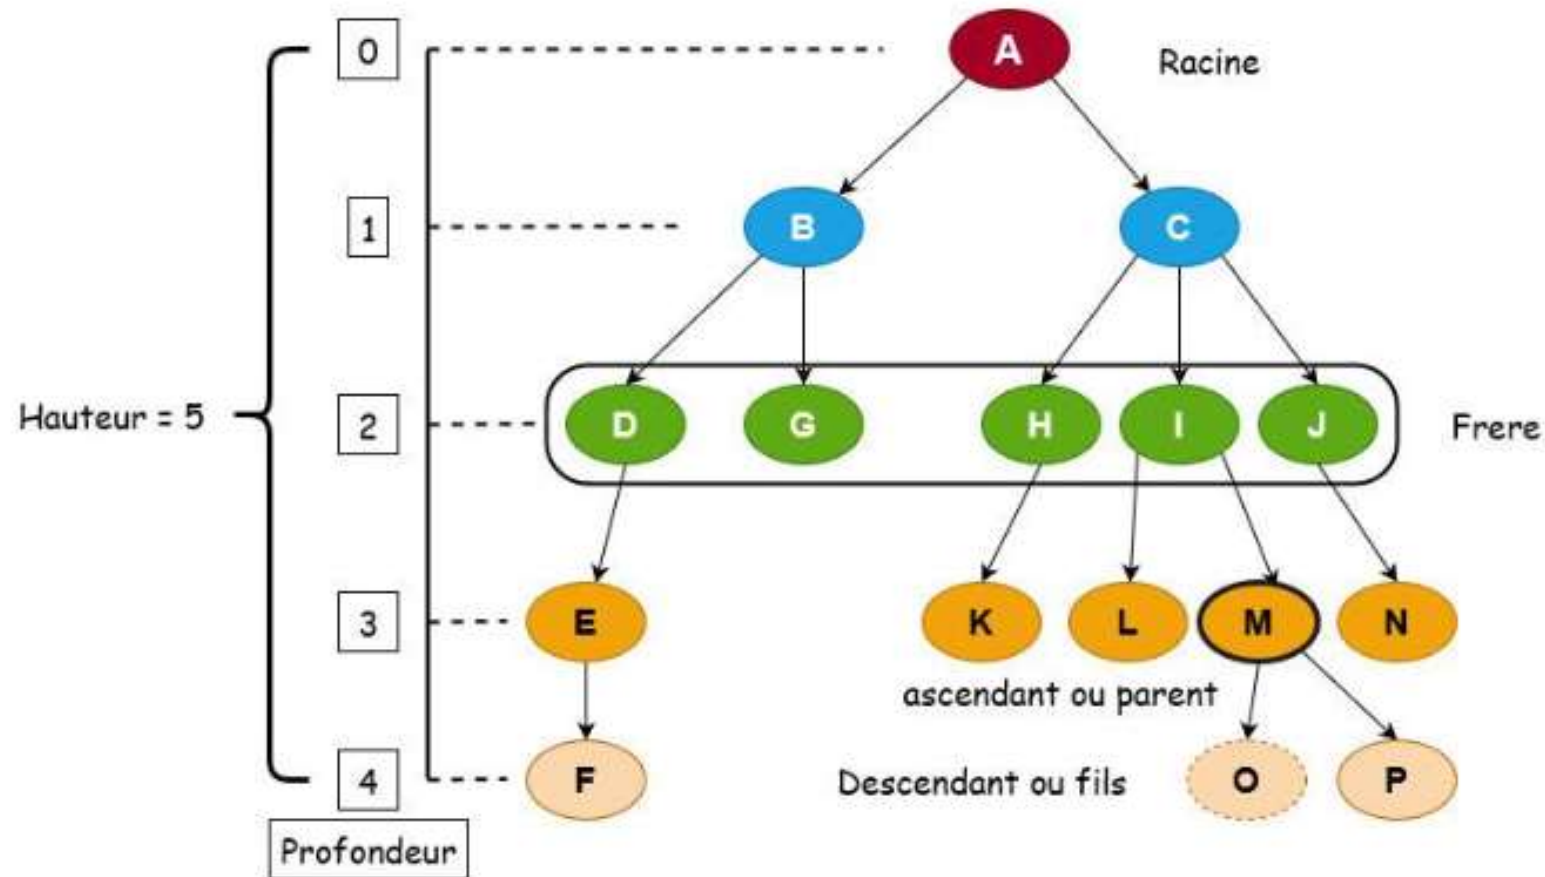 0
A
Racine
1
B
C
Hauteur = 5
2
D
G
H
I
J
Frere
3
E
K
L
M
N
ascendant ou parent
4
F
Descendant ou fils
O
P
Profondeur